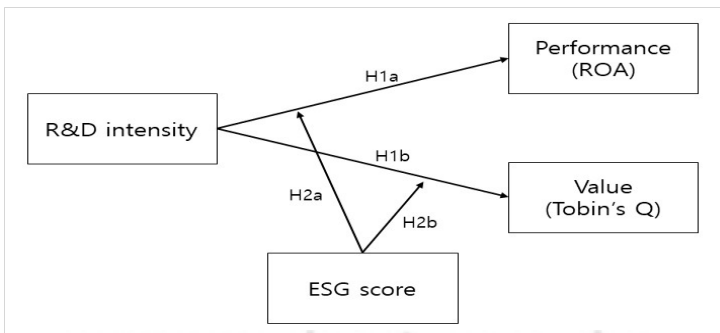 Performance
(ROA)
H1a
R&D intensity
H1b
H2a
Value
(Tobin's Q)
H2b
ESG score